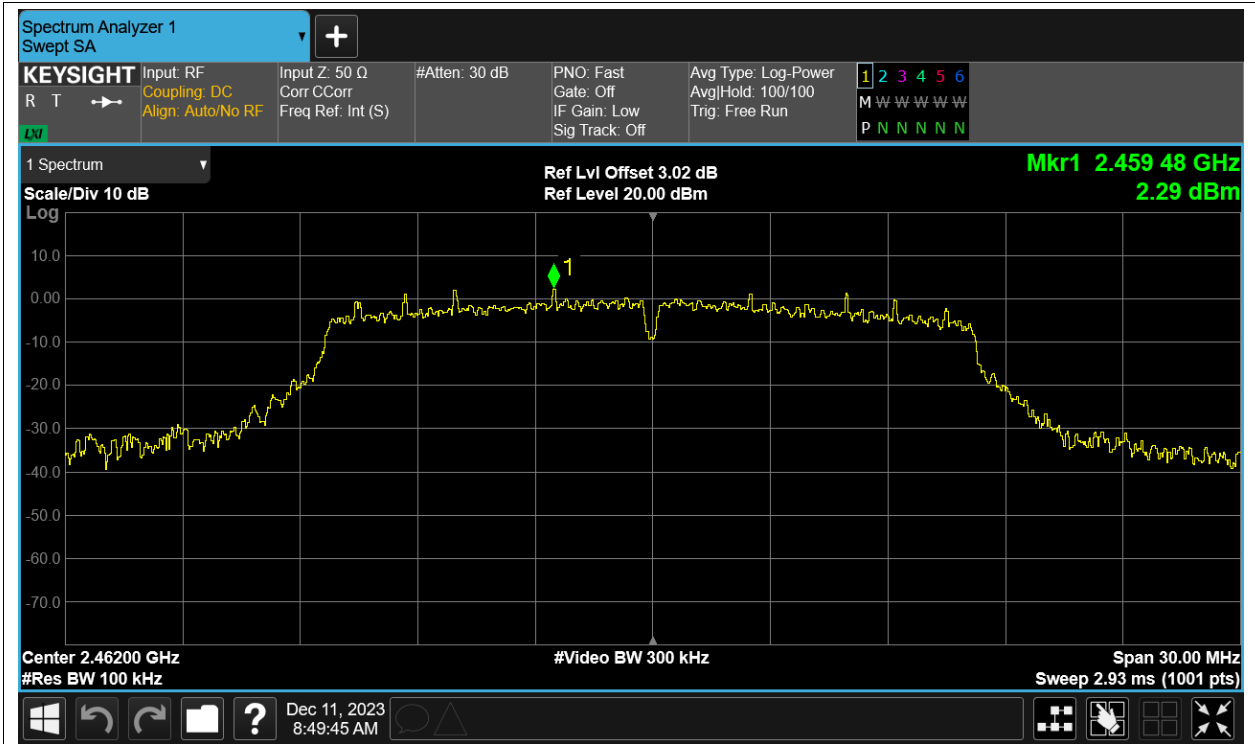 Spectrum Analyzer 1
Swept SA
KEYSIGHT
R T
LXI
Input: RF
Coupling: DC
Align: Auto/No RF
Input Z: 50 Ω
Corr CCorr
Freq Ref: Int (S)
#Atten: 30 dB
PNO: Fast
Gate: Off
IF Gain: Low
Sig Track: Off
Avg Type: Log-Power
Avg|Hold: 100/100
Trig: Free Run
1 2 3 4 5 6
M W W W W W
P N N N N N
1 Spectrum
Scale/Div 10 dB
Log
Ref Lvl Offset 3.02 dB
Ref Level 20.00 dBm
Mkr1 2.459 48 GHz
2.29 dBm
10.0
1
0.00
-10.0
-20.0
-30.0
-40.0
-50.0
-60.0
-70.0
Center 2.46200 GHz
#Res BW 100 kHz
#Video BW 300 kHz
Span 30.00 MHz
Sweep 2.93 ms (1001 pts)
?
Dec 11, 2023
8:49:45 AM